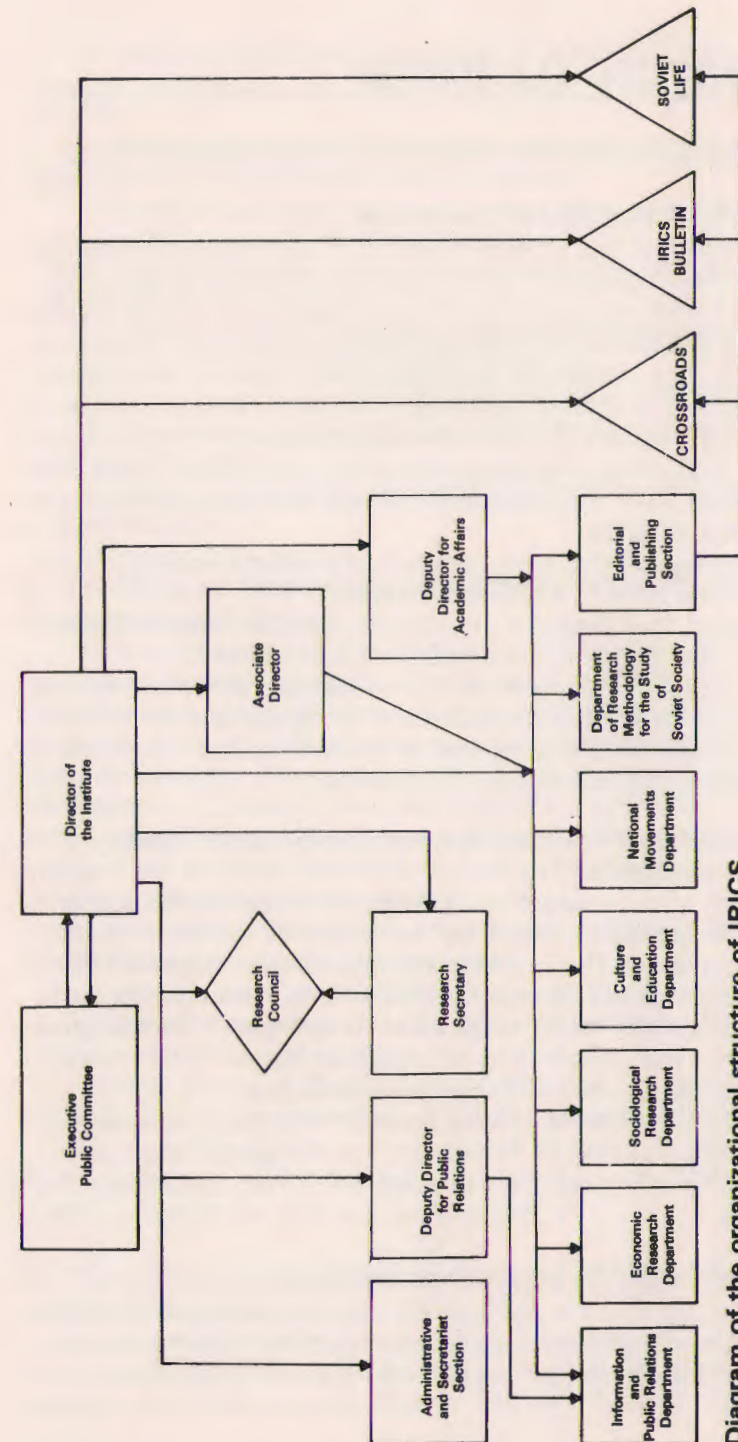 Executive
Public Committee
Director of
the Institute
Research
Council
Associate
Director
Administrative
and Secretariat
Section
Deputy Director
for Public
Relations
Research
Secretary
Deputy
Director for
Academic Affairs
Information
and
Public Relations
Department
Economic
Research
Department
Sociological
Research
Department
Culture
and
Education
Department
National
Movements
Department
Department
of Research
Methodology
for the Study
of
Soviet Society
Editorial
and
Publishing
Section
CROSSROADS
IRICS
BULLETIN
SOVIET
LIFE
Diagram of the organizational structure of IRICS